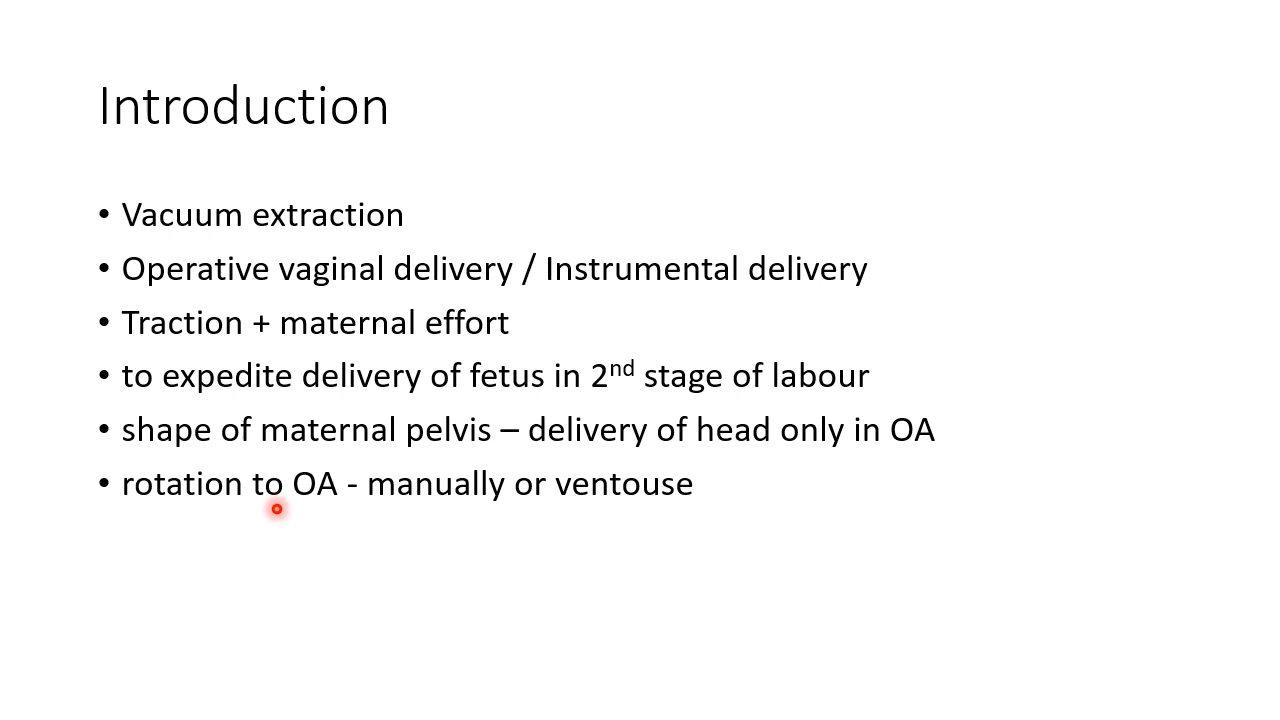 Introduction
• Vacuum extraction
• Operative vaginal delivery / Instrumental delivery
• Traction + maternal effort
• to expedite delivery of fetus in 2nd stage of labour
• shape of maternal pelvis – delivery of head only in OA
• rotation to OA - manually or ventouse